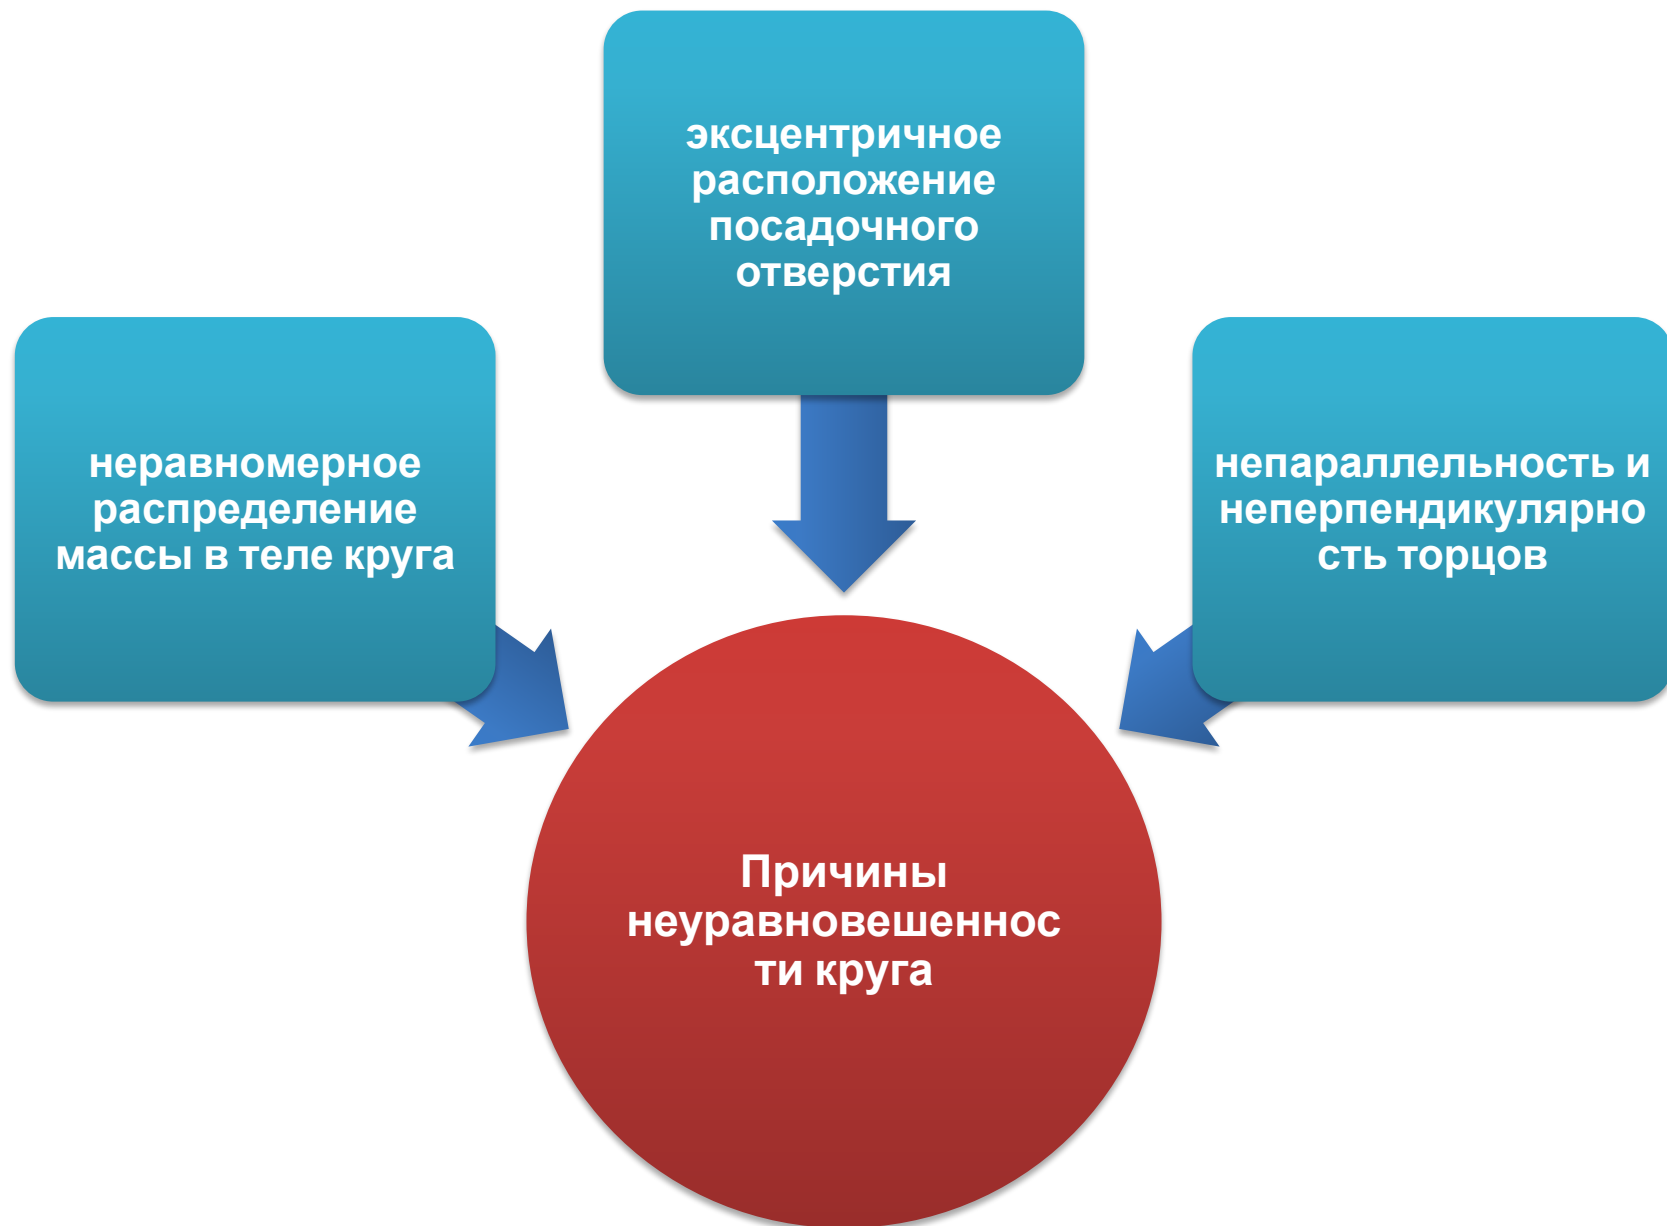 эксцентричное
расположение
посадочного
отверстия
неравномерное
распределение
массы в теле круга
непараллельность и
неперпендикулярно
сть торцов
Причины
неуравновешеннос
ти круга